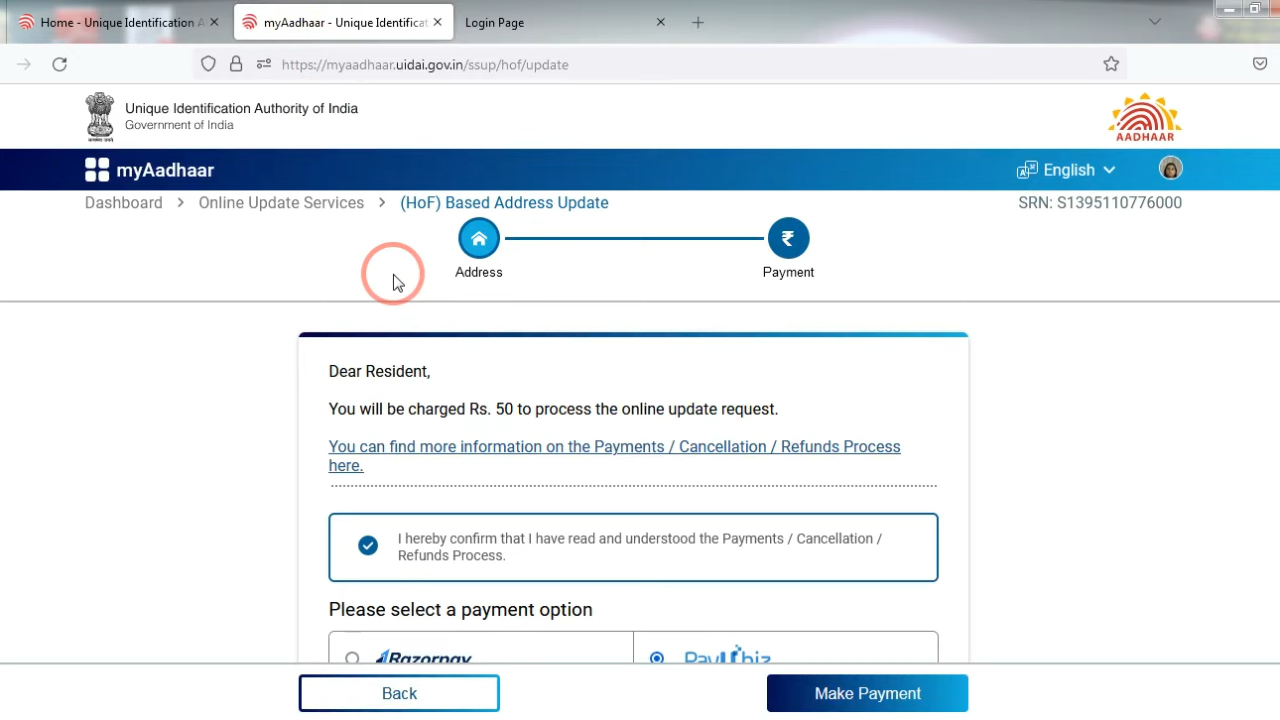 Home - Unique Identification A
myAadhaar - Unique Identificat
Login Page
https://myaadhaar.uidai.gov.in/ssup/hof/update
Unique Identification Authority of India
Government of India
AADHAAR
myAadhaar
English
Dashboard > Online Update Services > (HoF) Based Address Update
SRN: S1395110776000
Address
Payment
Dear Resident,
You will be charged Rs. 50 to process the online update request.
You can find more information on the Payments / Cancellation / Refunds Process
here.
I hereby confirm that I have read and understood the Payments / Cancellation /
Refunds Process.
Please select a payment option
Razorpay
PayUbiz
Back
Make Payment